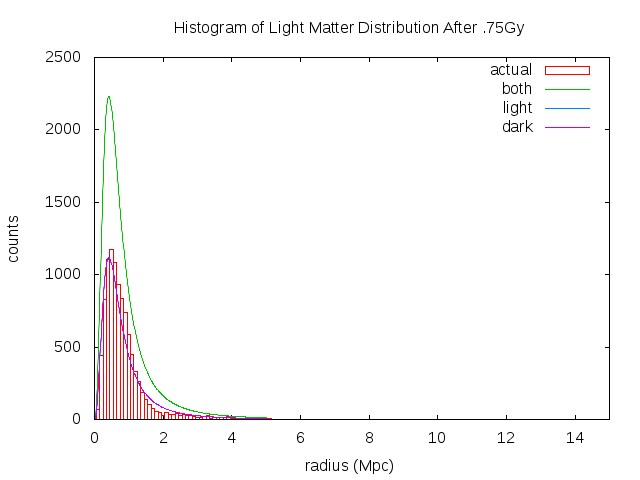 Histogram of Light Matter Distribution After .75Gy
2500
2000
1500
1000
500
0
counts
actual
both
light
dark
0 2 4 6 8 10 12 14
radius (Mpc)